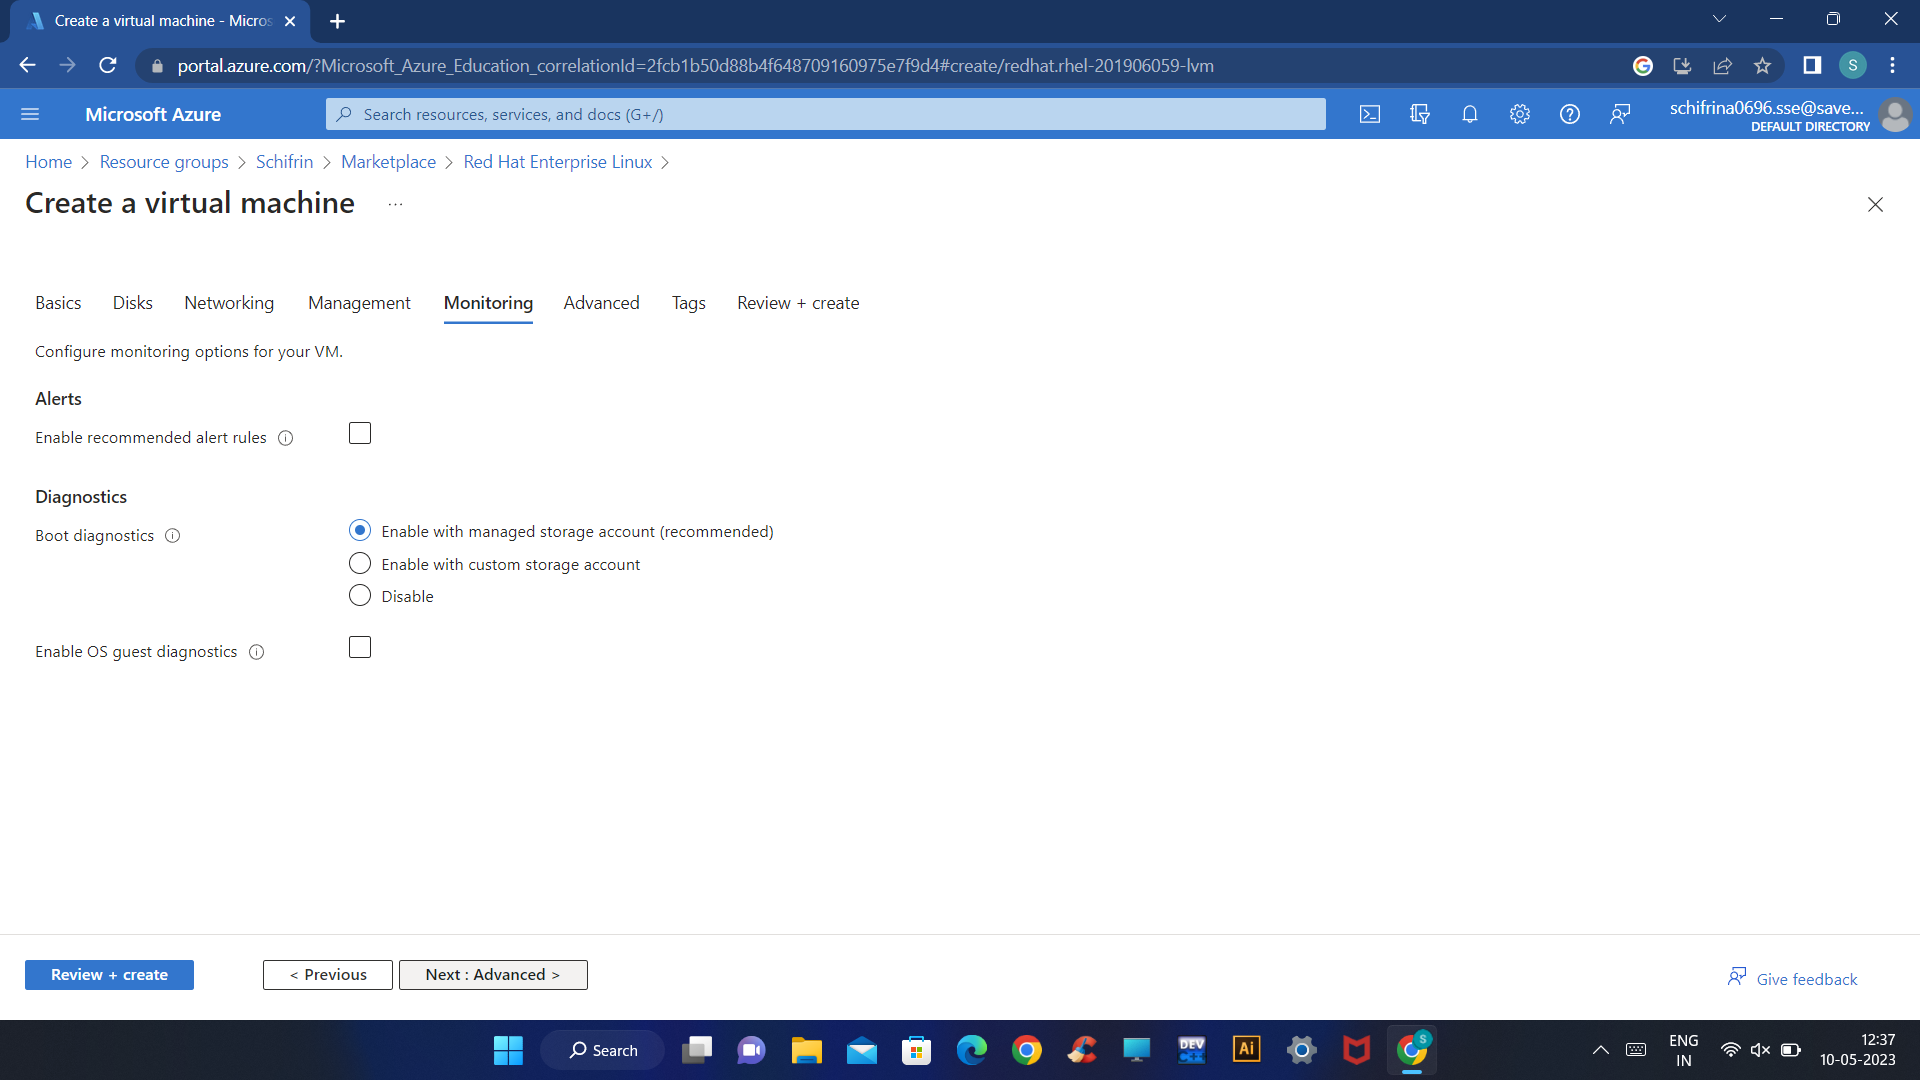 Create a virtual machine - Micros
portal.azure.com/?Microsoft_Azure_Education_correlationId=2fcb1b50d88b4f648709160975e7f9d4#create/redhat.rhel-201906059-lvm
S
Microsoft Azure
Search resources, services, and docs (G+/)
schifrina0696.sse@save...
DEFAULT DIRECTORY
Home > Resource groups > Schifrin > Marketplace > Red Hat Enterprise Linux >
Create a virtual machine ...
Basics Disks Networking Management Monitoring Advanced Tags Review + create
Configure monitoring options for your VM.
Alerts
Enable recommended alert rules
Diagnostics
Boot diagnostics
Enable with managed storage account (recommended)
Enable with custom storage account
Disable
Enable OS guest diagnostics
Review + create
< Previous
Next : Advanced >
Give feedback
Search
DEV
C++
Ai
S
ENG
IN
12:37
10-05-2023